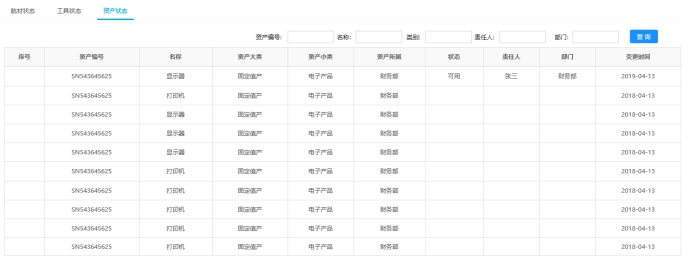 航材状态 工具状态 资产状态
资产编号: 名称: 类别: 责任人: 部门: 查 询
序号 资产编号 名称 资产大类 资产小类 资产所属 状态 责任人 部门 变更时间
SN543645625 显示器 固定值产 电子产品 财务部 可用 张三 财务部 2019-04-13
SN543645625 打印机 固定值产 电子产品 财务部 2018-04-13
SN543645625 显示器 固定值产 电子产品 财务部 2018-04-13
SN543645625 显示器 固定值产 电子产品 财务部 2018-04-13
SN543645625 显示器 固定值产 电子产品 财务部 2018-04-13
SN543645625 打印机 固定值产 电子产品 财务部 2018-04-13
SN543645625 打印机 固定值产 电子产品 财务部 2018-04-13
SN543645625 打印机 固定值产 电子产品 财务部 2018-04-13
SN543645625 打印机 固定值产 电子产品 财务部 2018-04-13
SN543645625 打印机 固定值产 电子产品 财务部 2018-04-13